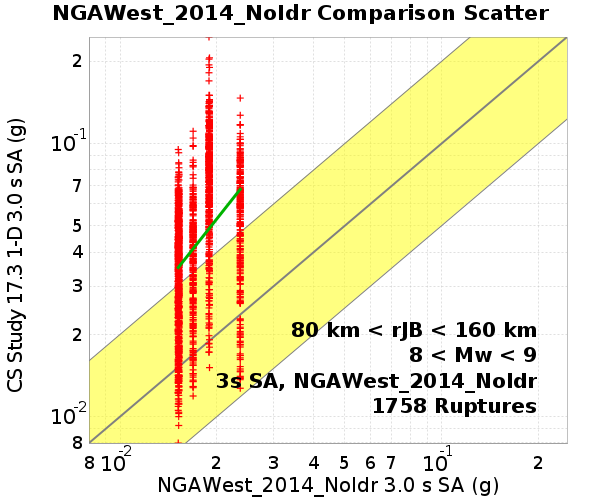 NGAWest_2014_NoIdr Comparison Scatter
CS Study 17.3 1-D 3.0 s SA (g)
2
10⁻¹
7
5
4
3
2
10⁻²
8
80 km < rJB < 160 km
8 < Mw < 9
3s SA, NGAWest_2014_NoIdr
1758 Ruptures
8 10⁻² 2 3 4 5 6 7 10⁻¹ 2
NGAWest_2014_NoIdr 3.0 s SA (g)